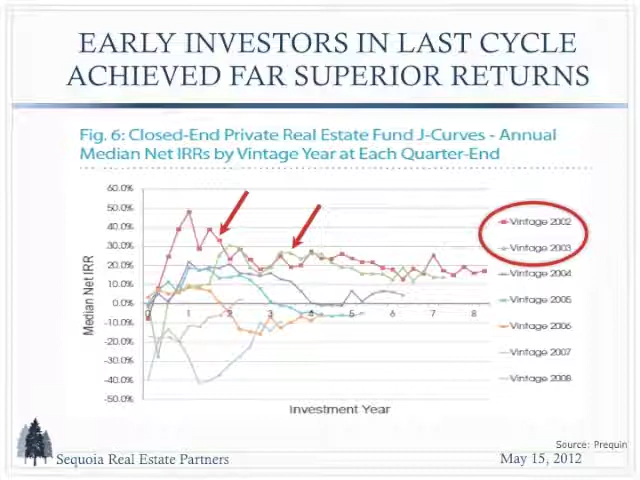 EARLY INVESTORS IN LAST CYCLE
ACHIEVED FAR SUPERIOR RETURNS
Fig. 6: Closed-End Private Real Estate Fund J-Curves - Annual
Median Net IRRs by Vintage Year at Each Quarter-End
60.0%
50.0%
40.0%
30.0%
20.0%
10.0%
0.0%
-10.0%
-20.0%
-30.0%
-40.0%
-50.0%
Median Net IRR
0 1 2 3 4 5 6 7 8
Investment Year
Vintage 2002
Vintage 2003
Vintage 2004
Vintage 2005
Vintage 2006
Vintage 2007
Vintage 2008
Source: Prequin
Sequoia Real Estate Partners
May 15, 2012